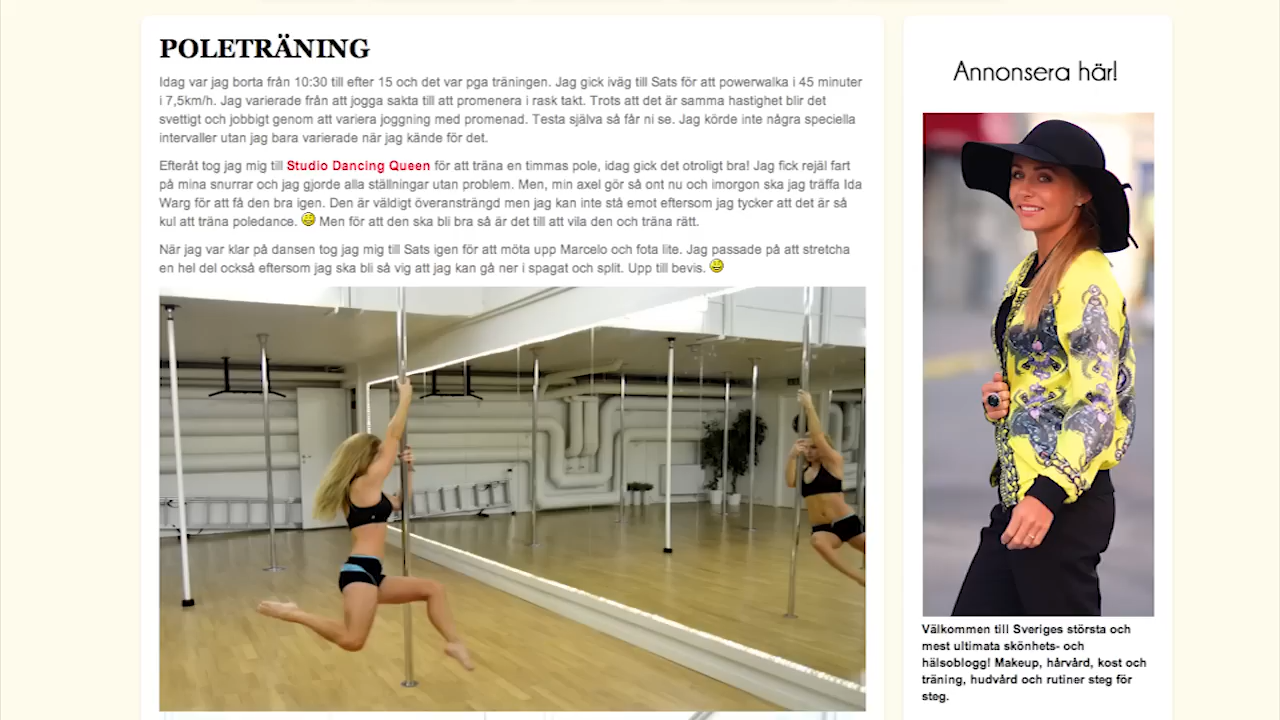 POLETRÄNING
Idag var jag borta från 10:30 till efter 15 och det var pga träningen. Jag gick iväg till Sats för att powerwalka i 45 minuter
i 7,5km/h. Jag varierade från att jogga sakta till att promenera i rask takt. Trots att det är samma hastighet blir det
svettigt och jobbigt genom att variera joggning med promenad. Testa själva så får ni se. Jag körde inte några speciella
intervaller utan jag bara varierade när jag kände för det.
Efteråt tog jag mig till Studio Dancing Queen för att träna en timmas pole, idag gick det otroligt bra! Jag fick rejäl fart
på mina snurrar och jag gjorde alla ställningar utan problem. Men, min axel gör så ont nu och imorgon ska jag träffa Ida
Warg för att få den bra igen. Den är väldigt överansträngd men jag kan inte stå emot eftersom jag tycker att det är så
kul att träna poledance. Men för att den ska bli bra så är det till att vila den och träna rätt.
När jag var klar på dansen tog jag mig till Sats igen för att möta upp Marcelo och fota lite. Jag passade på att stretcha
en hel del också eftersom jag ska bli så vig att jag kan gå ner i spagat och split. Upp till bevis.
Annonsera här!
Välkommen till Sveriges största och
mest ultimata skönhets- och
hälsoblogg! Makeup, hårvård, kost och
träning, hudvård och rutiner steg för
steg.